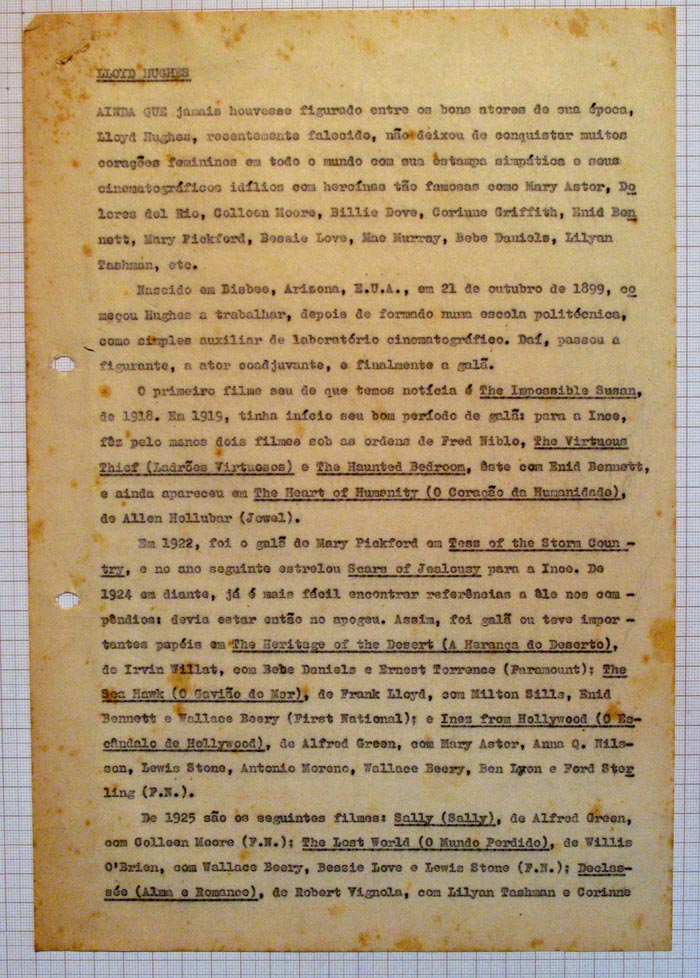 LLOYD HUGHES
AINDA QUE jamais houvesse figurado entre os bons atores de sua época,
Lloyd Hughes, recentemente falecido, não deixou de conquistar muitos
corações femininos em todo o mundo com sua estampa simpática e seus
cinematográficos idílios com heroínas tão famosas como Mary Astor, Do
lores del Rio, Colleen Moore, Billie Dove, Corinne Griffith, Enid Ben
nett, Mary Pickford, Bessie Love, Mae Murray, Bebe Daniels, Lilyan
Tashman, etc.
Nascido em Bisbee, Arizona, E.U.A., em 21 de outubro de 1899, co
meçou Hughes a trabalhar, depois de formado numa escola politécnica,
como simples auxiliar de laboratório cinematográfico. Daí, passou a
figurante, a ator coadjuvante, e finalmente a galã.
O primeiro filme seu de que temos notícia é The Impossible Susan,
de 1918. Em 1919, tinha início seu bom período de galã: para a Ince,
fêz pelo menos dois filmes sob as ordens de Fred Niblo, The Virtuous
Thief (Ladrões Virtuosos) e The Haunted Bedroom, êste com Enid Bennett,
e ainda apareceu em The Heart of Humanity (O Coração da Humanidade),
de Allen Hollubar (Jewel).
Em 1922, foi o galã de Mary Pickford em Tess of the Storm Coun -
try, e no ano seguinte estrelou Scars of Jealousy para a Ince. De
1924 em diante, já é mais fácil encontrar referências a êle nos com -
pêndios: devia estar então no apogeu. Assim, foi galã ou teve impor -
tantes papéis em The Heritage of the Desert (A Herança do Deserto),
de Irvin Willat, com Bebe Daniels e Ernest Torrence (Paramount); The
Sea Hawk (O Gavião do Mar), de Frank Lloyd, com Milton Sills, Enid
Bennett e Wallace Beery (First National); e Inez from Hollywood (O Es-
cândalo de Hollywood), de Alfred Green, com Mary Astor, Anna Q. Nils-
son, Lewis Stone, Antonio Moreno, Wallace Beery, Ben Lyon e Ford Ster
ling (F.N.).
De 1925 são os seguintes filmes: Sally (Sally), de Alfred Green,
com Colleen Moore (F.N.); The Lost World (O Mundo Perdido), de Willis
O'Brien, com Wallace Beery, Bessie Love e Lewis Stone (F.N.); Declas-
sée (Alma e Romance), de Robert Vignola, com Lilyan Tashman e Corinne